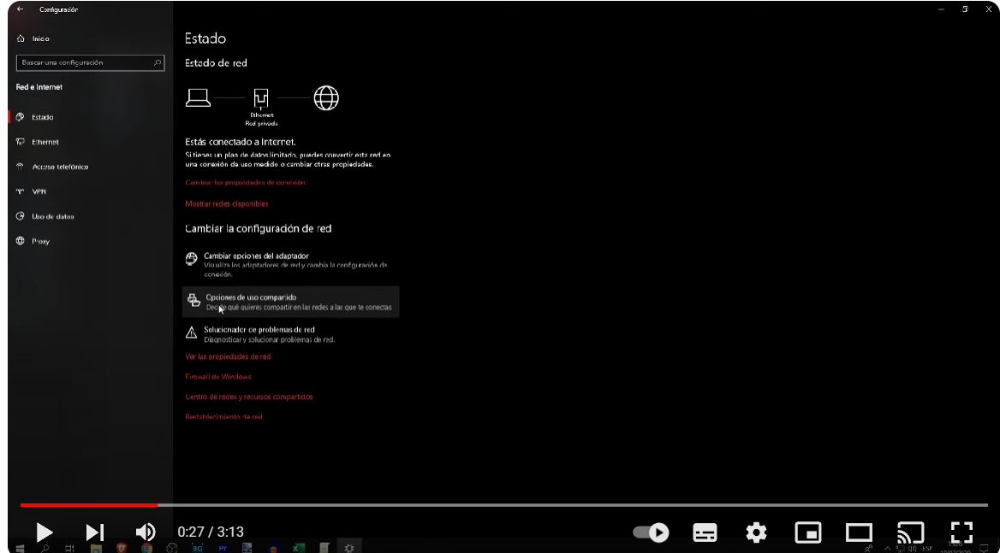 Configuración
Inicio
Buscar una configuración
Red e Internet
Estado
Ethernet
Acceso telefónico
VPN
Uso de datos
Proxy
Estado
Estado de red
Ethernet
Red privada
Estás conectado a Internet.
Si tienes un plan de datos limitado, puedes convertir esta red en
una conexión de uso medido o cambiar otras propiedades.
Cambiar las propiedades de conexión
Mostrar redes disponibles
Cambiar la configuración de red
Cambiar opciones del adaptador
Visualiza los adaptadores de red y cambia la configuración de
conexión.
Opciones de uso compartido
Decide qué quieres compartir en las redes a las que te conectas
Solucionador de problemas de red
Diagnosticar y solucionar problemas de red.
Ver las propiedades de red
Firewall de Windows
Centro de redes y recursos compartidos
Restablecimiento de red
0:27 / 3:13
BG
Pr
ESP